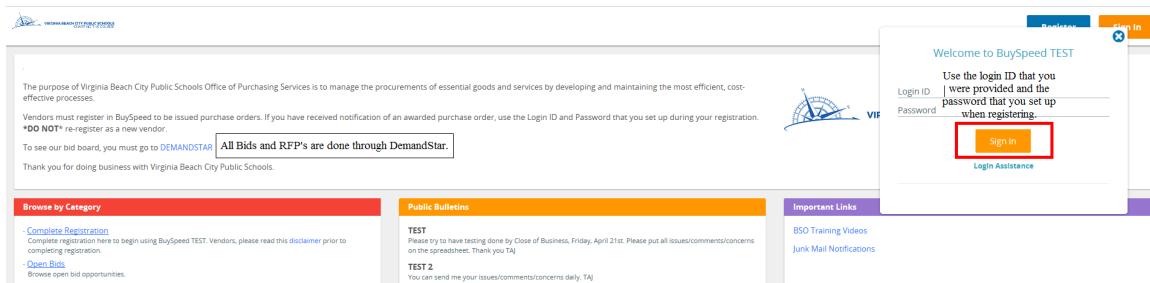 VIRGINIA BEACH CITY PUBLIC SCHOOLS
CHARTING THE COURSE
Register
Sign In
Welcome to BuySpeed TEST
Use the login ID that you
Login ID
were provided and the
password that you set up
Password
when registering.
Sign In
Login Assistance
The purpose of Virginia Beach City Public Schools Office of Purchasing Services is to manage the procurements of essential goods and services by developing and maintaining the most efficient, cost-
effective processes.
Vendors must register in BuySpeed to be issued purchase orders. If you have received notification of an awarded purchase order, use the Login ID and Password that you set up during your registration.
*DO NOT* re-register as a new vendor.
To see our bid board, you must go to DEMANDSTAR
All Bids and RFP's are done through DemandStar.
Thank you for doing business with Virginia Beach City Public Schools.
VIR
Browse by Category
- Complete Registration
Complete registration here to begin using BuySpeed TEST. Vendors, please read this disclaimer prior to
completing registration.
- Open Bids
Browse open bid opportunities.
Public Bulletins
TEST
Please try to have testing done by Close of Business, Friday, April 21st. Please put all issues/comments/concerns
on the spreadsheet. Thank you TAJ
TEST 2
You can send me your issues/comments/concerns daily. TAJ
Important Links
BSO Training Videos
Junk Mail Notifications